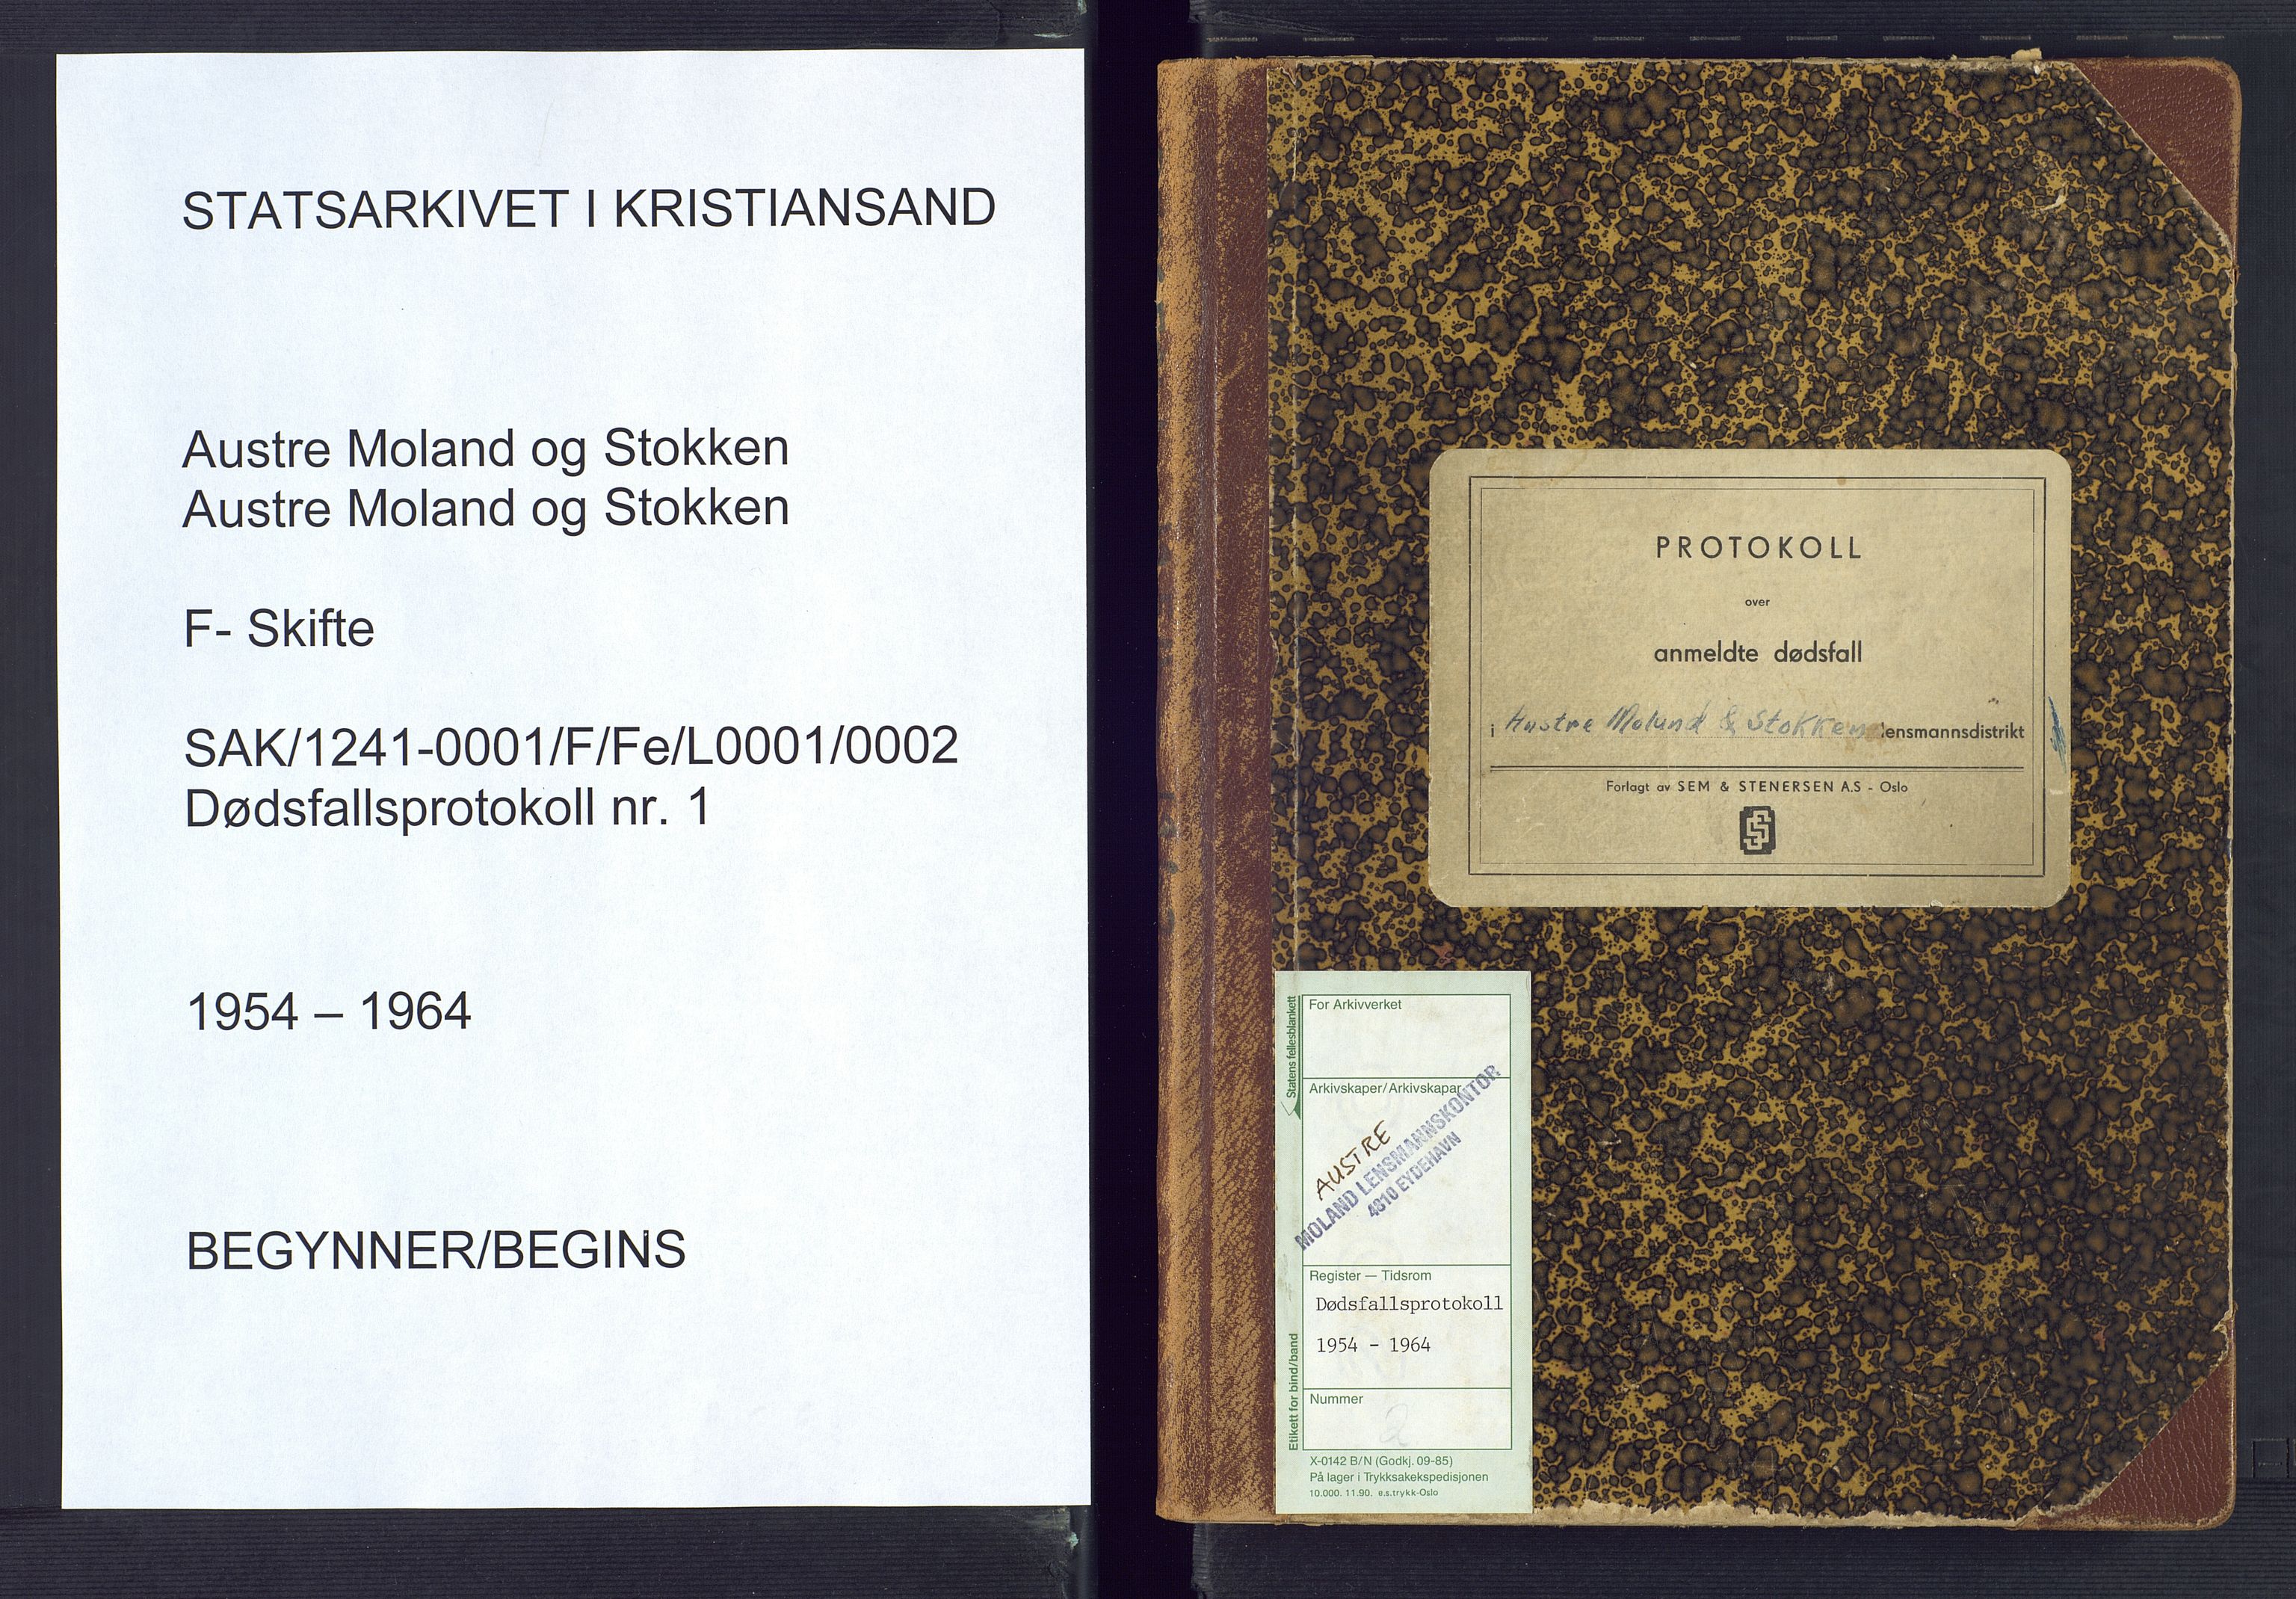 STATSARKIVET I KRISTIANSAND
Austre Moland og Stokken
Austre Moland og Stokken
F- Skifte
SAK/1241-0001/F/Fe/L0001/0002
Dødsfallsprotokoll nr. 1
1954 – 1964
BEGYNNER/BEGINS
PROTOKOLL
over
anmeldte dødsfall
i Austre Moland & Stokken lensmannsdistrikt
Forlagt av SEM & STENERSEN A.S - Oslo
Statens fellesblankett
Etikett for bind/band
For Arkivverket
Arkivskaper/Arkivskapar
AUSTRE
MOLAND LENSMANNSKONTOR
4810 EYDEHAVN
Register — Tidsrom
Dødsfallsprotokoll
1954 - 1964
Nummer
2
X-0142 B/N (Godkj. 09-85)
På lager i Trykksakekspedisjonen
10.000. 11.90. e.s.trykk-Oslo